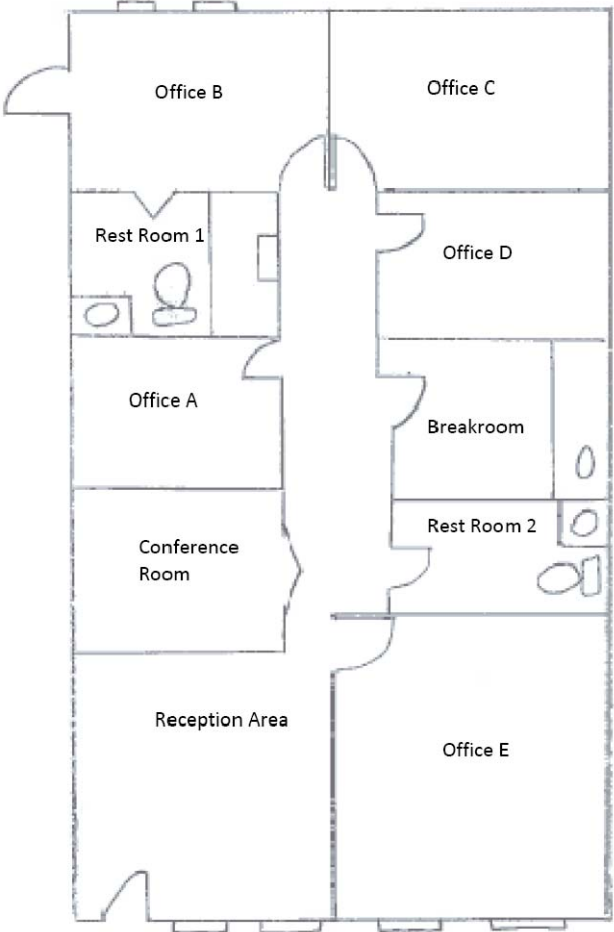 Office B
Office C
Rest Room 1
Office D
Office A
Breakroom
Rest Room 2
Conference
Room
Reception Area
Office E